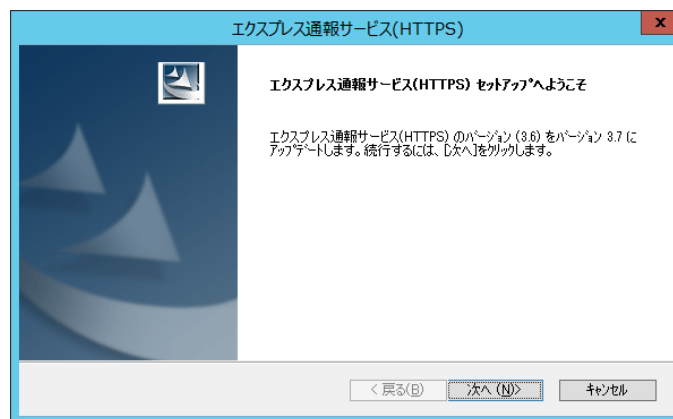 エクスプレス通報サービス(HTTPS)
x
エクスプレス通報サービス(HTTPS) ｾｯﾄｱｯﾌﾟへようこそ
エクスプレス通報サービス(HTTPS) のﾊﾞｰｼﾞｮﾝ (3.6) をﾊﾞｰｼﾞｮﾝ 3.7 に
ｱｯﾌﾟﾃﾞｰﾄします。続行するには、[次へ]をｸﾘｯｸします。
< 戻る(B)
次へ (N)>
ｷｬﾝｾﾙ